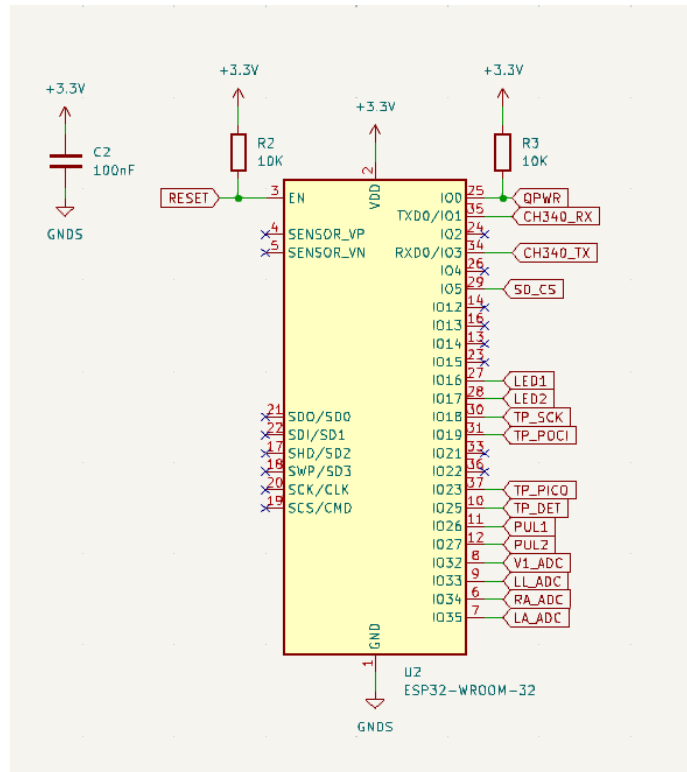 +3.3V
C2
100nF
GNDS
+3.3V
R2
10K
RESET
3
EN
4
SENSOR_VP
5
SENSOR_VN
21
SDO/SD0
22
SDI/SD1
17
SHD/SD2
18
SWP/SD3
20
SCK/CLK
19
SCS/CMD
+3.3V
2
VDD
GND
1
GNDS
U2
ESP32-WROOM-32
+3.3V
R3
10K
IO0 25 QPWR
TXD0/IO1 35 CH340_RX
IO2 24
RXD0/IO3 34 CH340_TX
IO4 26
IO5 29 SD_CS
IO12 14
IO13 16
IO14 13
IO15 23
IO16 27 LED1
IO17 28 LED2
IO18 30 TP_SCK
IO19 31 TP_POCI
IO21 33
IO22 36
IO23 37 TP_PICO
IO25 10 TP_DET
IO26 11 PUL1
IO27 12 PUL2
IO32 8 V1_ADC
IO33 9 LL_ADC
IO34 6 RA_ADC
IO35 7 LA_ADC